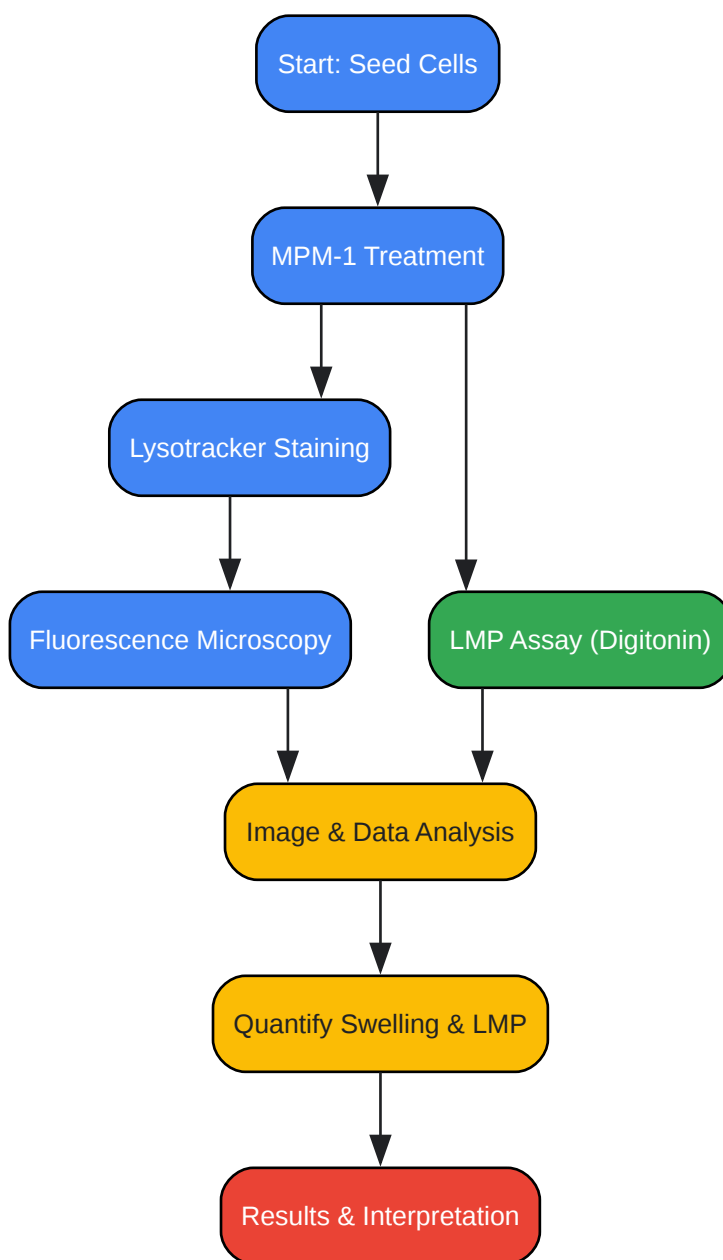 Start: Seed Cells
MPM-1 Treatment
Lysotracker Staining
Fluorescence Microscopy
LMP Assay (Digitonin)
Image & Data Analysis
Quantify Swelling & LMP
Results & Interpretation